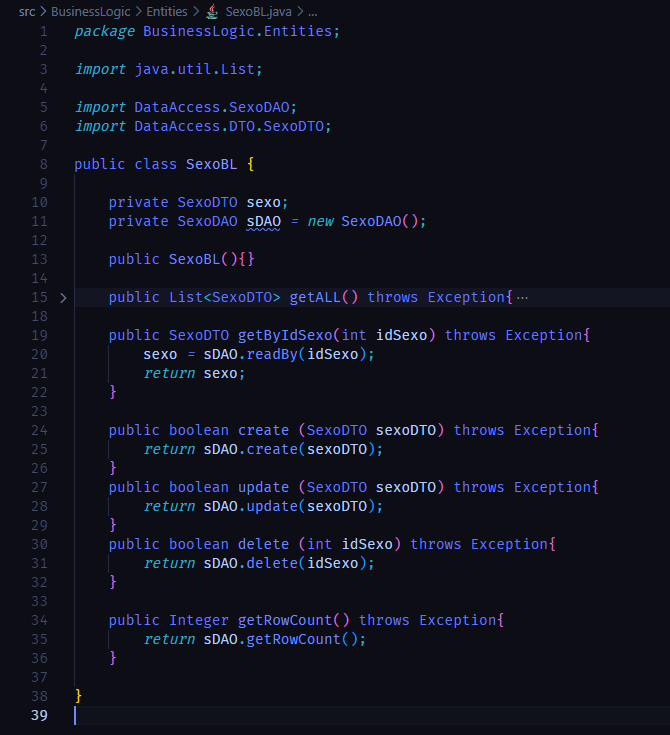 src > BusinessLogic > Entities > SexoBL.java > ...
1 package BusinessLogic.Entities;
2
3 import java.util.List;
4
5 import DataAccess.SexoDAO;
6 import DataAccess.DTO.SexoDTO;
7
8 public class SexoBL {
9
10     private SexoDTO sexo;
11     private SexoDAO sDAO = new SexoDAO();
12
13     public SexoBL(){}
14
15     public List<SexoDTO> getALL() throws Exception{···
18
19     public SexoDTO getByIdSexo(int idSexo) throws Exception{
20         sexo = sDAO.readBy(idSexo);
21         return sexo;
22     }
23
24     public boolean create (SexoDTO sexoDTO) throws Exception{
25         return sDAO.create(sexoDTO);
26     }
27     public boolean update (SexoDTO sexoDTO) throws Exception{
28         return sDAO.update(sexoDTO);
29     }
30     public boolean delete (int idSexo) throws Exception{
31         return sDAO.delete(idSexo);
32     }
33
34     public Integer getRowCount() throws Exception{
35         return sDAO.getRowCount();
36     }
37
38 }
39